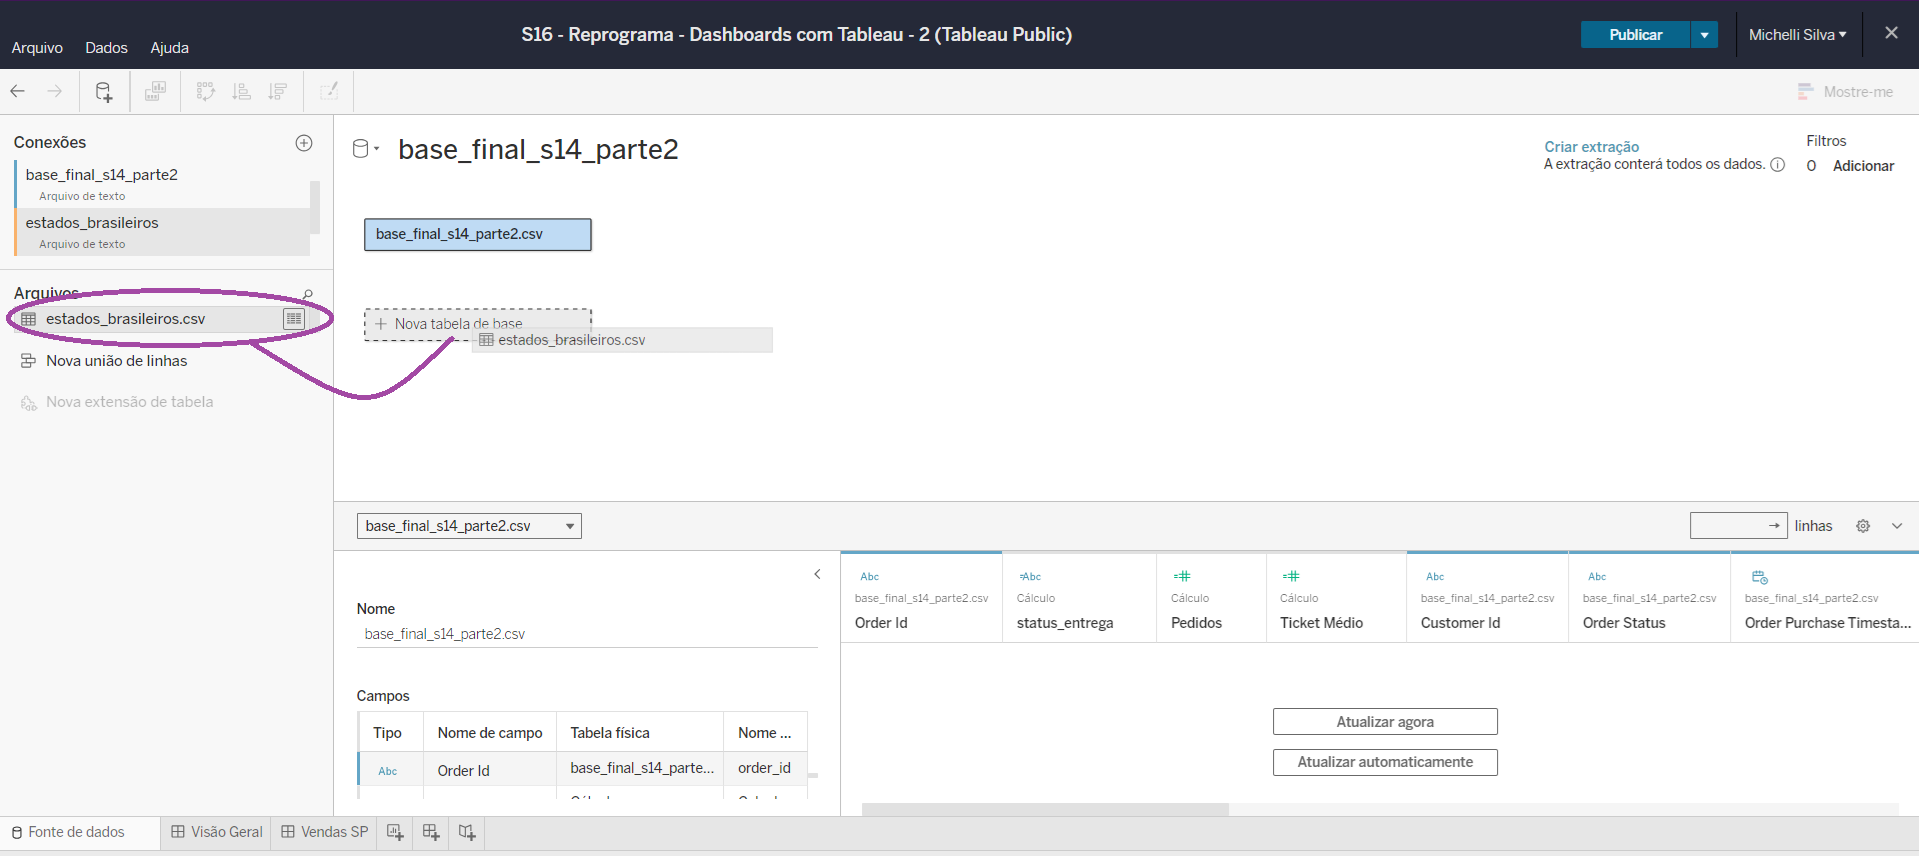 S16 - Reprograma - Dashboards com Tableau - 2 (Tableau Public)
Arquivo Dados Ajuda
Publicar
Michelli Silva
Mostre-me
Conexões
base_final_s14_parte2
Arquivo de texto
estados_brasileiros
Arquivo de texto
Arquivos
estados_brasileiros.csv
Nova união de linhas
Nova extensão de tabela
base_final_s14_parte2
Criar extração
A extração conterá todos os dados.
Filtros
0 Adicionar
base_final_s14_parte2.csv
Nova tabela de base
estados_brasileiros.csv
base_final_s14_parte2.csv
linhas
Nome
base_final_s14_parte2.csv
Campos
Tipo Nome de campo Tabela física Nome ...
Abc Order Id base_final_s14_parte... order_id
Abc =Abc =# =# Abc Abc
base_final_s14_parte2.csv Cálculo Cálculo Cálculo base_final_s14_parte2.csv base_final_s14_parte2.csv base_final_s14_parte2.csv
Order Id status_entrega Pedidos Ticket Médio Customer Id Order Status Order Purchase Timesta...
Atualizar agora
Atualizar automaticamente
Fonte de dados Visão Geral Vendas SP